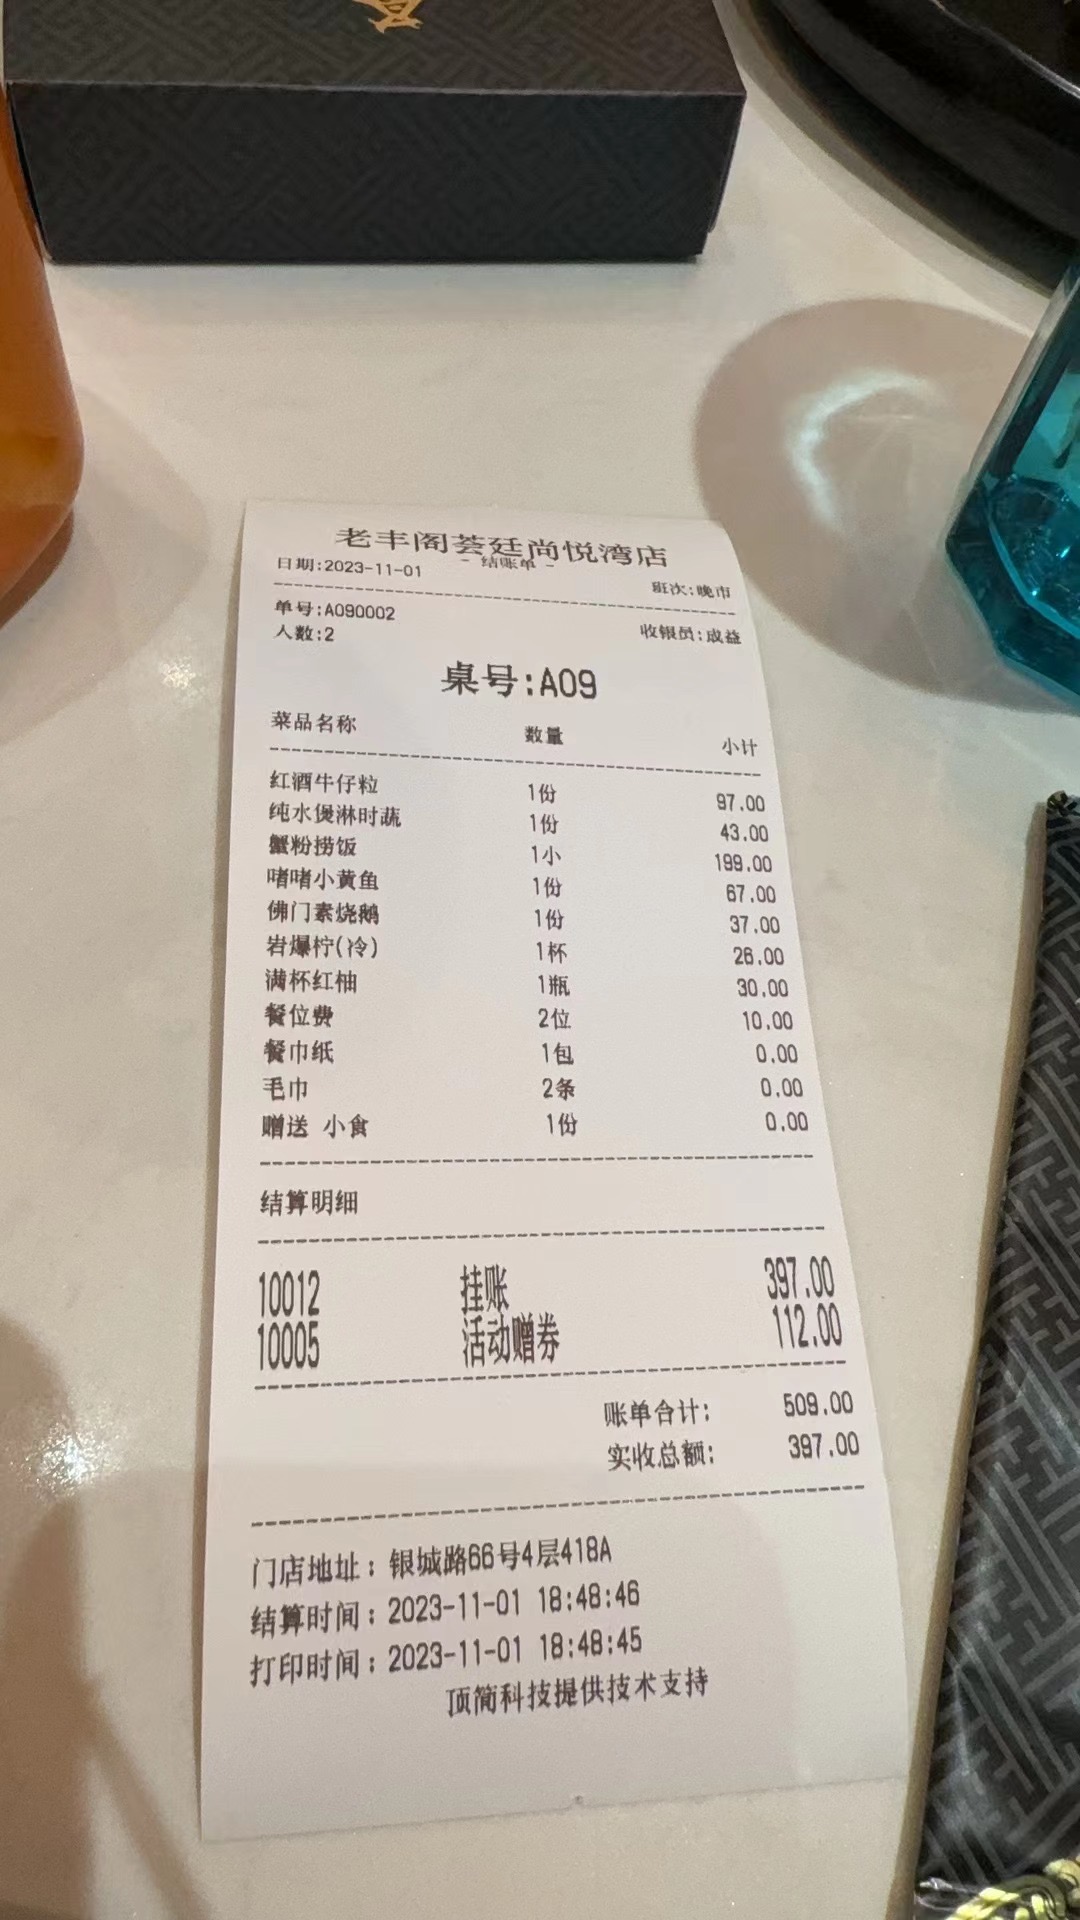 老丰阁荟廷尚悦湾店
- 结账单 -
日期:2023-11-01 班次:晚市
单号:A090002
人数:2 收银员:成益
桌号:A09
菜品名称 数量 小计
红酒牛仔粒 1份 97.00
纯水煲淋时蔬 1份 43.00
蟹粉捞饭 1小 199.00
啫啫小黄鱼 1份 67.00
佛门素烧鹅 1份 37.00
岩爆柠(冷) 1杯 26.00
满杯红柚 1瓶 30.00
餐位费 2位 10.00
餐巾纸 1包 0.00
毛巾 2条 0.00
赠送 小食 1份 0.00
结算明细
10012 挂账 397.00
10005 活动赠券 112.00
账单合计: 509.00
实收总额: 397.00
门店地址：银城路66号4层418A
结算时间：2023-11-01 18:48:46
打印时间：2023-11-01 18:48:45
顶简科技提供技术支持